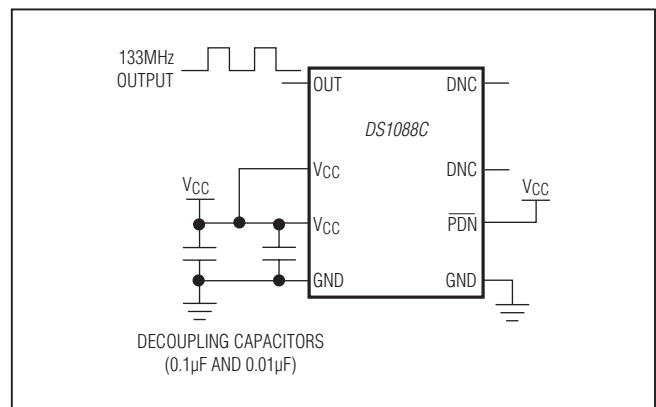 133MHz
OUTPUT
OUT
DNC
DS1088C
VCC
DNC
VCC
VCC
VCC
PDN
GND
GND
DECOUPLING CAPACITORS
(0.1µF AND 0.01µF)